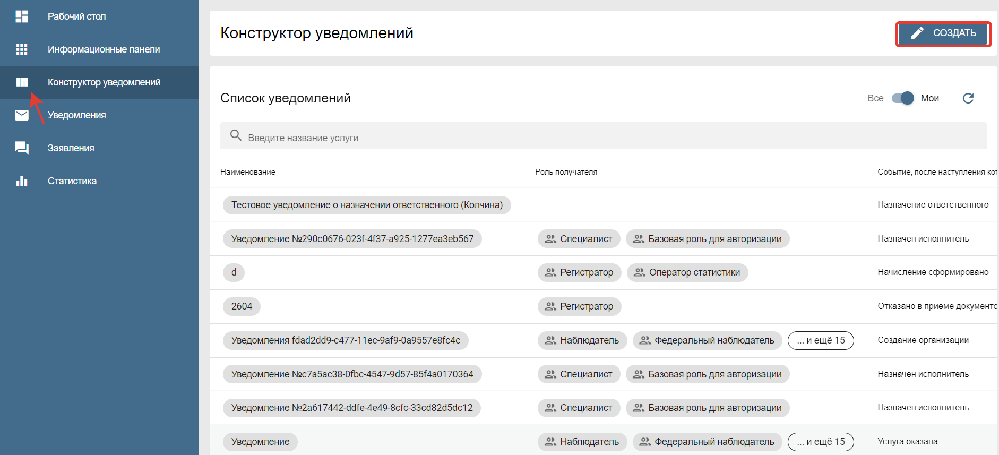 Рабочий стол
Информационные панели
Конструктор уведомлений
Уведомления
Заявления
Статистика
Конструктор уведомлений
СОЗДАТЬ
Список уведомлений
Все Мои
Введите название услуги
Наименование Роль получателя Событие, после наступления кот
Тестовое уведомление о назначении ответственного (Колчина) Назначение ответственного
Уведомление №290c0676-023f-4f37-a925-1277ea3eb567 Специалист Базовая роль для авторизации Назначен исполнитель
d Регистратор Оператор статистики Начисление сформировано
2604 Регистратор Отказано в приеме документо
Уведомления fdad2dd9-c477-11ec-9af9-0a9557e8fc4c Наблюдатель Федеральный наблюдатель ... и ещё 15 Создание организации
Уведомление №c7a5ac38-0fbc-4547-9d57-85f4a0170364 Специалист Базовая роль для авторизации Назначен исполнитель
Уведомление №2a617442-ddfe-4e49-8cfc-33cd82d5dc12 Специалист Базовая роль для авторизации Назначен исполнитель
Уведомление Наблюдатель Федеральный наблюдатель ... и ещё 15 Услуга оказана